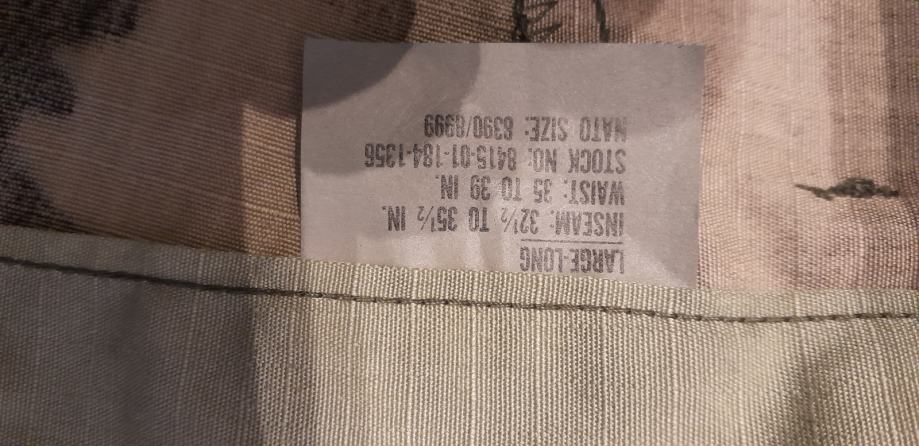 LARGE-LONG
INSEAM: 32½ TO 35½ IN.
WAIST: 35 TO 39 IN.
STOCK NO: 8415-01-184-1356
NATO SIZE: 8390/8999